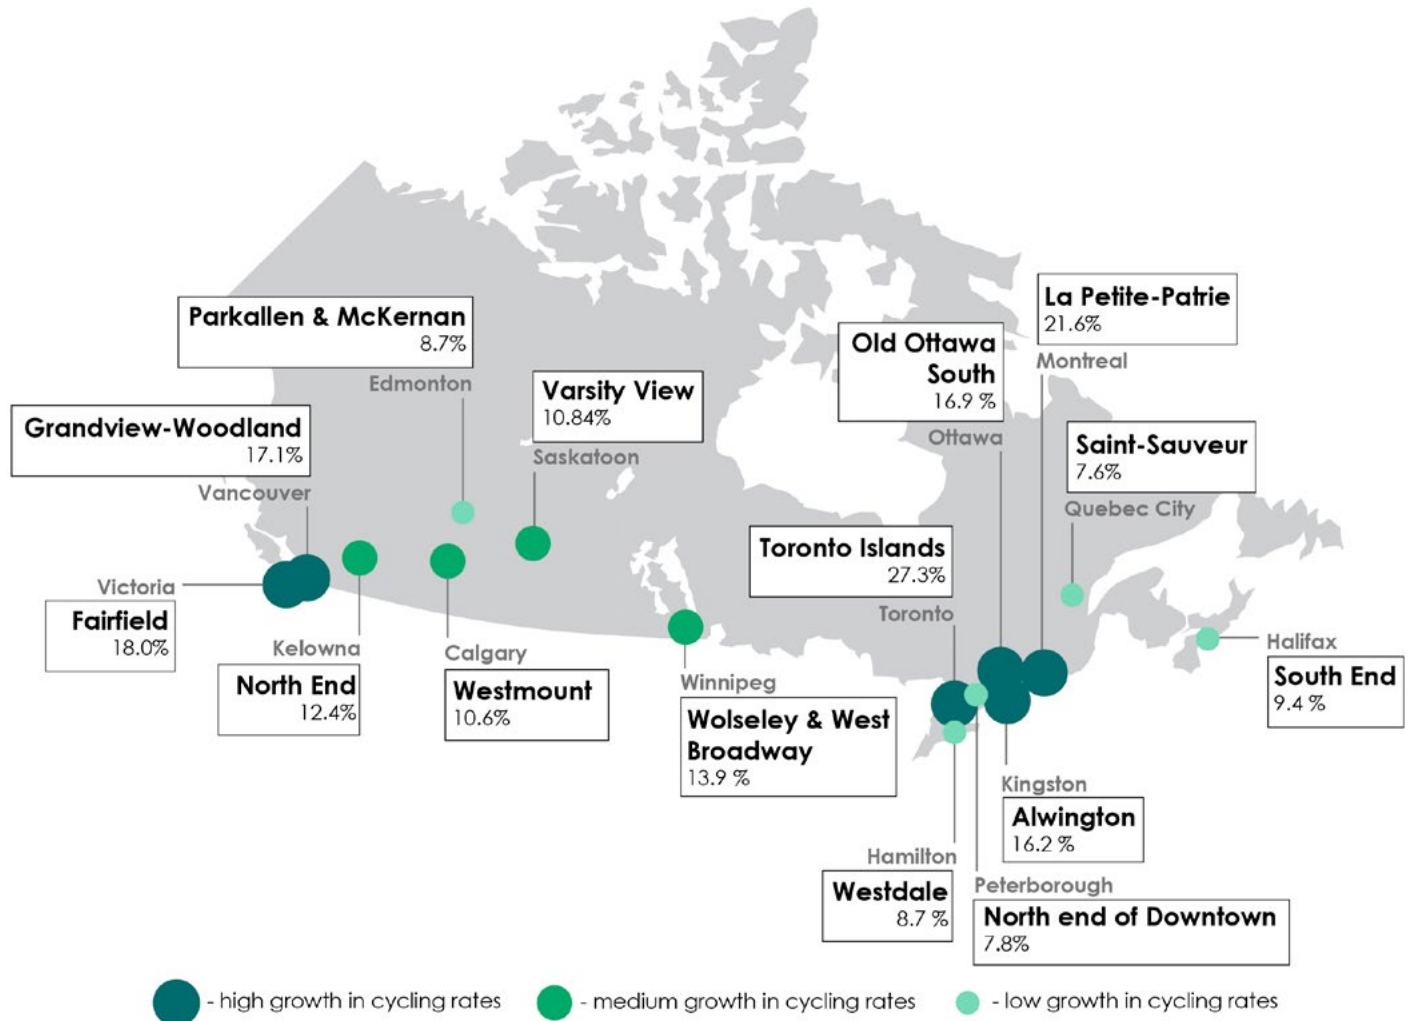 La Petite-Patrie
21.6%
Montreal
Parkallen & McKernan
8.7%
Edmonton
Old Ottawa
South
16.9 %
Ottawa
Varsity View
10.84%
Saskatoon
Grandview-Woodland
17.1%
Vancouver
Saint-Sauveur
7.6%
Quebec City
Toronto Islands
27.3%
Toronto
Victoria
Fairfield
18.0%
Kelowna
North End
12.4%
Calgary
Westmount
10.6%
Winnipeg
Wolseley & West
Broadway
13.9 %
Halifax
South End
9.4 %
Kingston
Alwington
16.2 %
Hamilton
Westdale
8.7 %
Peterborough
North end of Downtown
7.8%
- high growth in cycling rates
- medium growth in cycling rates
- low growth in cycling rates